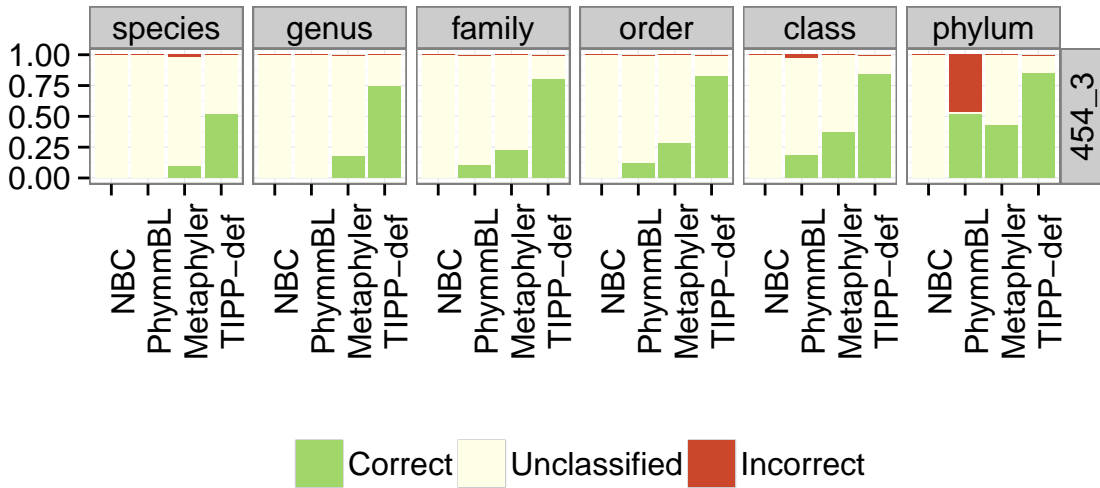 species genus family order class phylum
1.00
0.75
0.50
0.25
0.00
454_3
NBC PhymmBL Metaphyler TIPP−def NBC PhymmBL Metaphyler TIPP−def NBC PhymmBL Metaphyler TIPP−def NBC PhymmBL Metaphyler TIPP−def NBC PhymmBL Metaphyler TIPP−def NBC PhymmBL Metaphyler TIPP−def
Correct Unclassified Incorrect